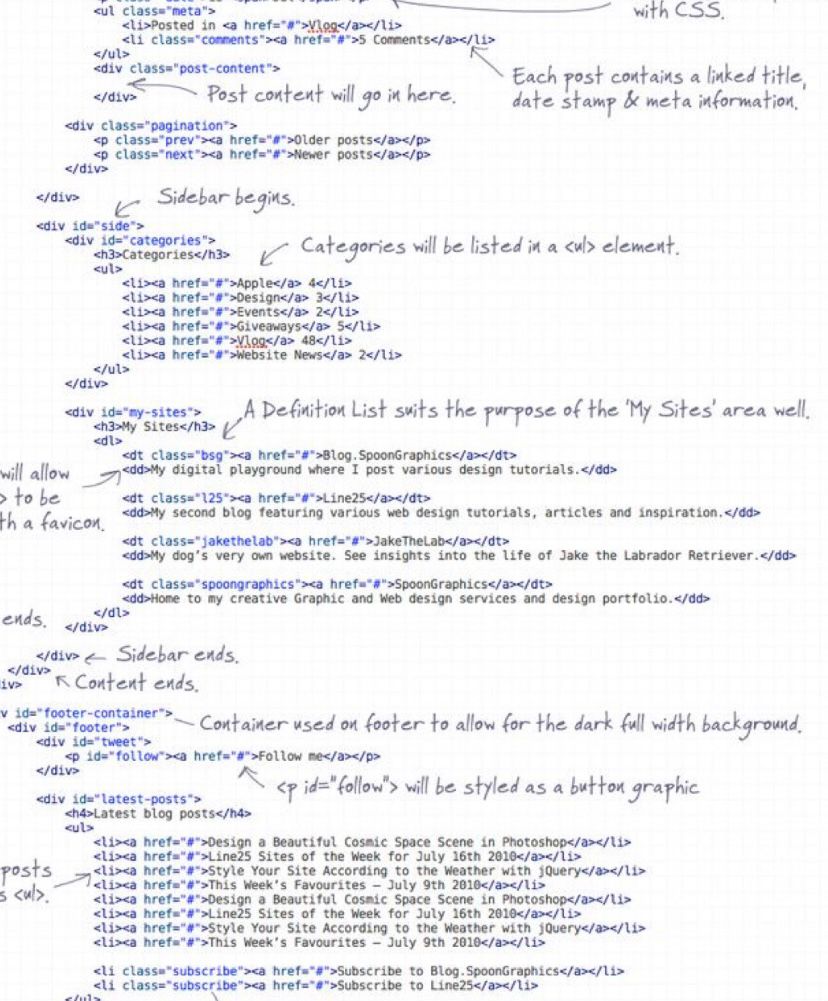 with CSS.
<ul class="meta">
<li>Posted in <a href="#">Vlog</a></li>
<li class="comments"><a href="#">5 Comments</a></li>
</ul>
<div class="post-content">
Post content will go in here.
Each post contains a linked title,
date stamp & meta information.
</div>
<div class="pagination">
<p class="prev"><a href="#">Older posts</a></p>
<p class="next"><a href="#">Newer posts</a></p>
</div>
</div>
Sidebar begins.
<div id="side">
<div id="categories">
Categories will be listed in a <ul> element.
<h3>Categories</h3>
<ul>
<li><a href="#">Apple</a> 4</li>
<li><a href="#">Design</a> 3</li>
<li><a href="#">Events</a> 2</li>
<li><a href="#">Giveaways</a> 5</li>
<li><a href="#">Vlog</a> 48</li>
<li><a href="#">Website News</a> 2</li>
</ul>
</div>
<div id="my-sites">
A Definition List suits the purpose of the 'My Sites' area well.
<h3>My Sites</h3>
<dl>
<dt class="bsg"><a href="#">Blog.SpoonGraphics</a></dt>
<dd>My digital playground where I post various design tutorials.</dd>
will allow
> to be
th a favicon.
<dt class="l25"><a href="#">Line25</a></dt>
<dd>My second blog featuring various web design tutorials, articles and inspiration.</dd>
<dt class="jakethelab"><a href="#">JakeTheLab</a></dt>
<dd>My dog's very own website. See insights into the life of Jake the Labrador Retriever.</dd>
<dt class="spoongraphics"><a href="#">SpoonGraphics</a></dt>
<dd>Home to my creative Graphic and Web design services and design portfolio.</dd>
</dl>
ends.
</div>
</div> Sidebar ends.
</div>
iv> Content ends.
v id="footer-container">
Container used on footer to allow for the dark full width background.
<div id="footer">
<div id="tweet">
<p id="follow"><a href="#">Follow me</a></p>
</div>
<p id="follow"> will be styled as a button graphic
<div id="latest-posts">
<h4>Latest blog posts</h4>
<ul>
<li><a href="#">Design a Beautiful Cosmic Space Scene in Photoshop</a></li>
<li><a href="#">Line25 Sites of the Week for July 16th 2010</a></li>
<li><a href="#">Style Your Site According to the Weather with jQuery</a></li>
<li><a href="#">This Week's Favourites – July 9th 2010</a></li>
<li><a href="#">Design a Beautiful Cosmic Space Scene in Photoshop</a></li>
<li><a href="#">Line25 Sites of the Week for July 16th 2010</a></li>
<li><a href="#">Style Your Site According to the Weather with jQuery</a></li>
<li><a href="#">This Week's Favourites – July 9th 2010</a></li>
posts
s <ul>.
<li class="subscribe"><a href="#">Subscribe to Blog.SpoonGraphics</a></li>
<li class="subscribe"><a href="#">Subscribe to Line25</a></li>
</ul>